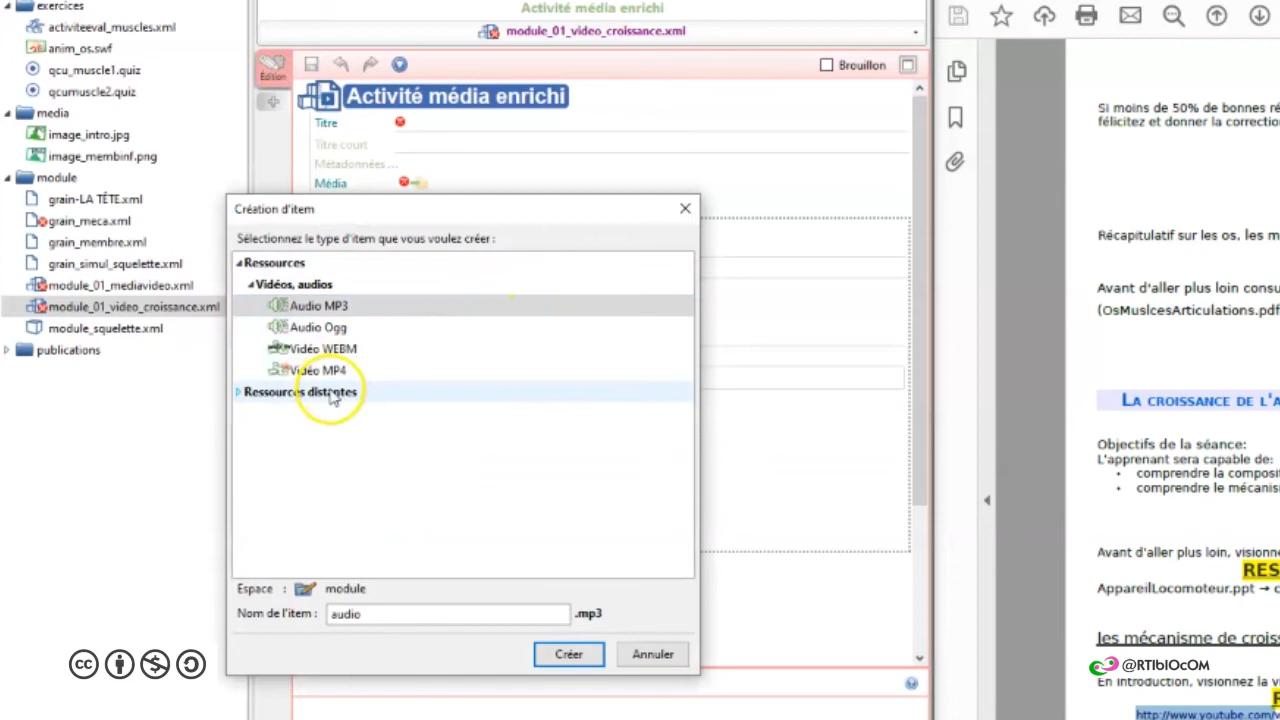 exercices
activiteeval_muscles.xml
anim_os.swf
qcu_muscle1.quiz
qcumuscle2.quiz
media
image_intro.jpg
image_membinf.png
module
grain-LA TÊTE.xml
grain_meca.xml
grain_membre.xml
grain_simul_squelette.xml
module_01_mediavideo.xml
module_01_video_croissance.xml
module_squelette.xml
publications
Activité média enrichi
module_01_video_croissance.xml
Édition
Brouillon
Activité média enrichi
Titre
Titre court
Métadonnées ...
Média
Création d'item
Sélectionnez le type d'item que vous voulez créer :
Ressources
Vidéos, audios
Audio MP3
Audio Ogg
Vidéo WEBM
Vidéo MP4
Ressources distantes
Espace : module
Nom de l'item : audio .mp3
Créer Annuler
Si moins de 50% de bonnes ré
félicitez et donner la correction
Récapitulatif sur les os, les m
Avant d'aller plus loin consu
(OsMuslcesArticulations.pdf
LA CROISSANCE DE L'A
Objectifs de la séance:
L'apprenant sera capable de:
• comprendre la composit
• comprendre le mécanis
Avant d'aller plus loin, visionne
RES
AppareilLocomoteur.ppt → c
les mécanisme de croiss
@RTIbIOcOM
En introduction, visionnez la v
R
http://www.youtube.com/v
cc